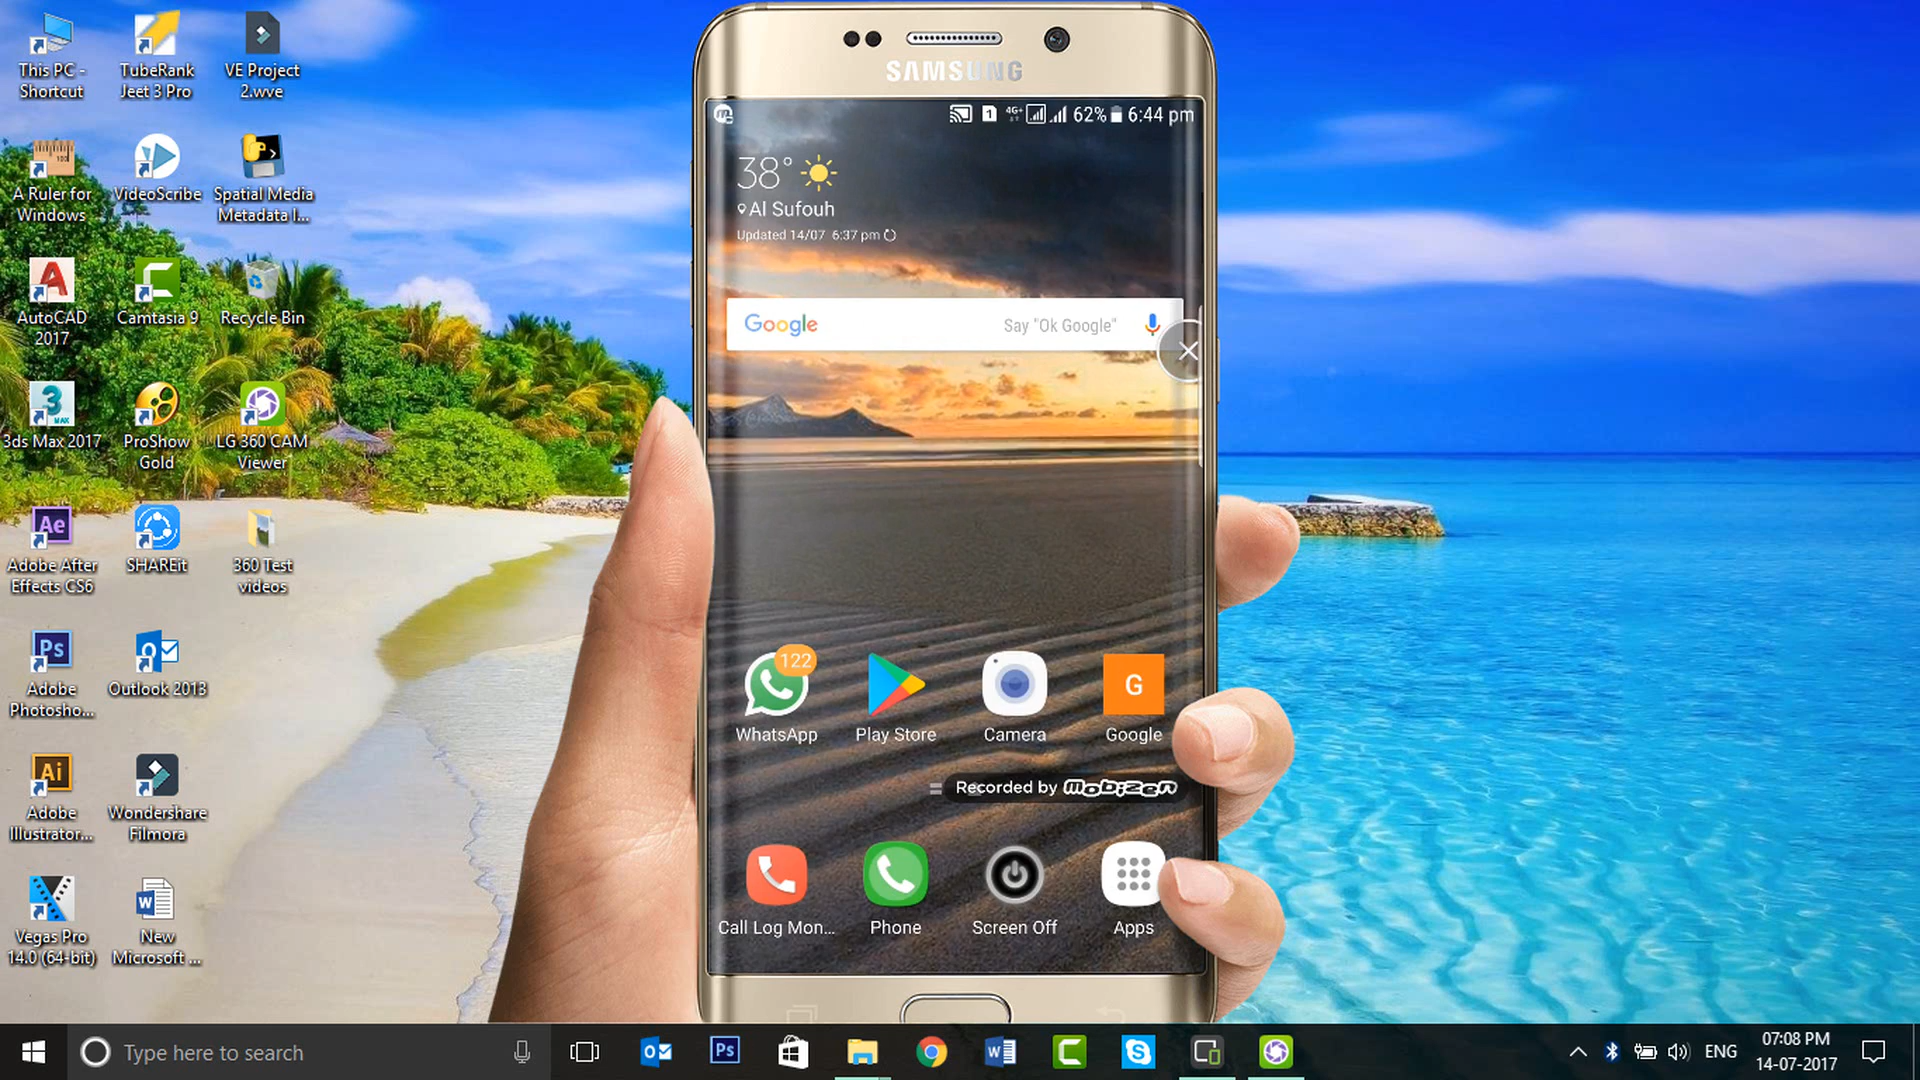 This PC -
Shortcut
TubeRank
Jeet 3 Pro
VE Project
2.wve
A Ruler for
Windows
VideoScribe
Spatial Media
Metadata I...
AutoCAD
2017
Camtasia 9
Recycle Bin
3ds Max 2017
ProShow
Gold
LG 360 CAM
Viewer
Adobe After
Effects CS6
SHAREit
360 Test
videos
Adobe
Photosho...
Outlook 2013
Adobe
Illustrator...
Wondershare
Filmora
Vegas Pro
14.0 (64-bit)
New
Microsoft ...
SAMSUNG
1 4G+ 62% 6:44 pm
38°
Al Sufouh
Updated 14/07 6:37 pm
Google Say "Ok Google"
122
G
WhatsApp Play Store Camera Google
Recorded by mobizen
Call Log Mon... Phone Screen Off Apps
Type here to search
ENG
07:08 PM
14-07-2017